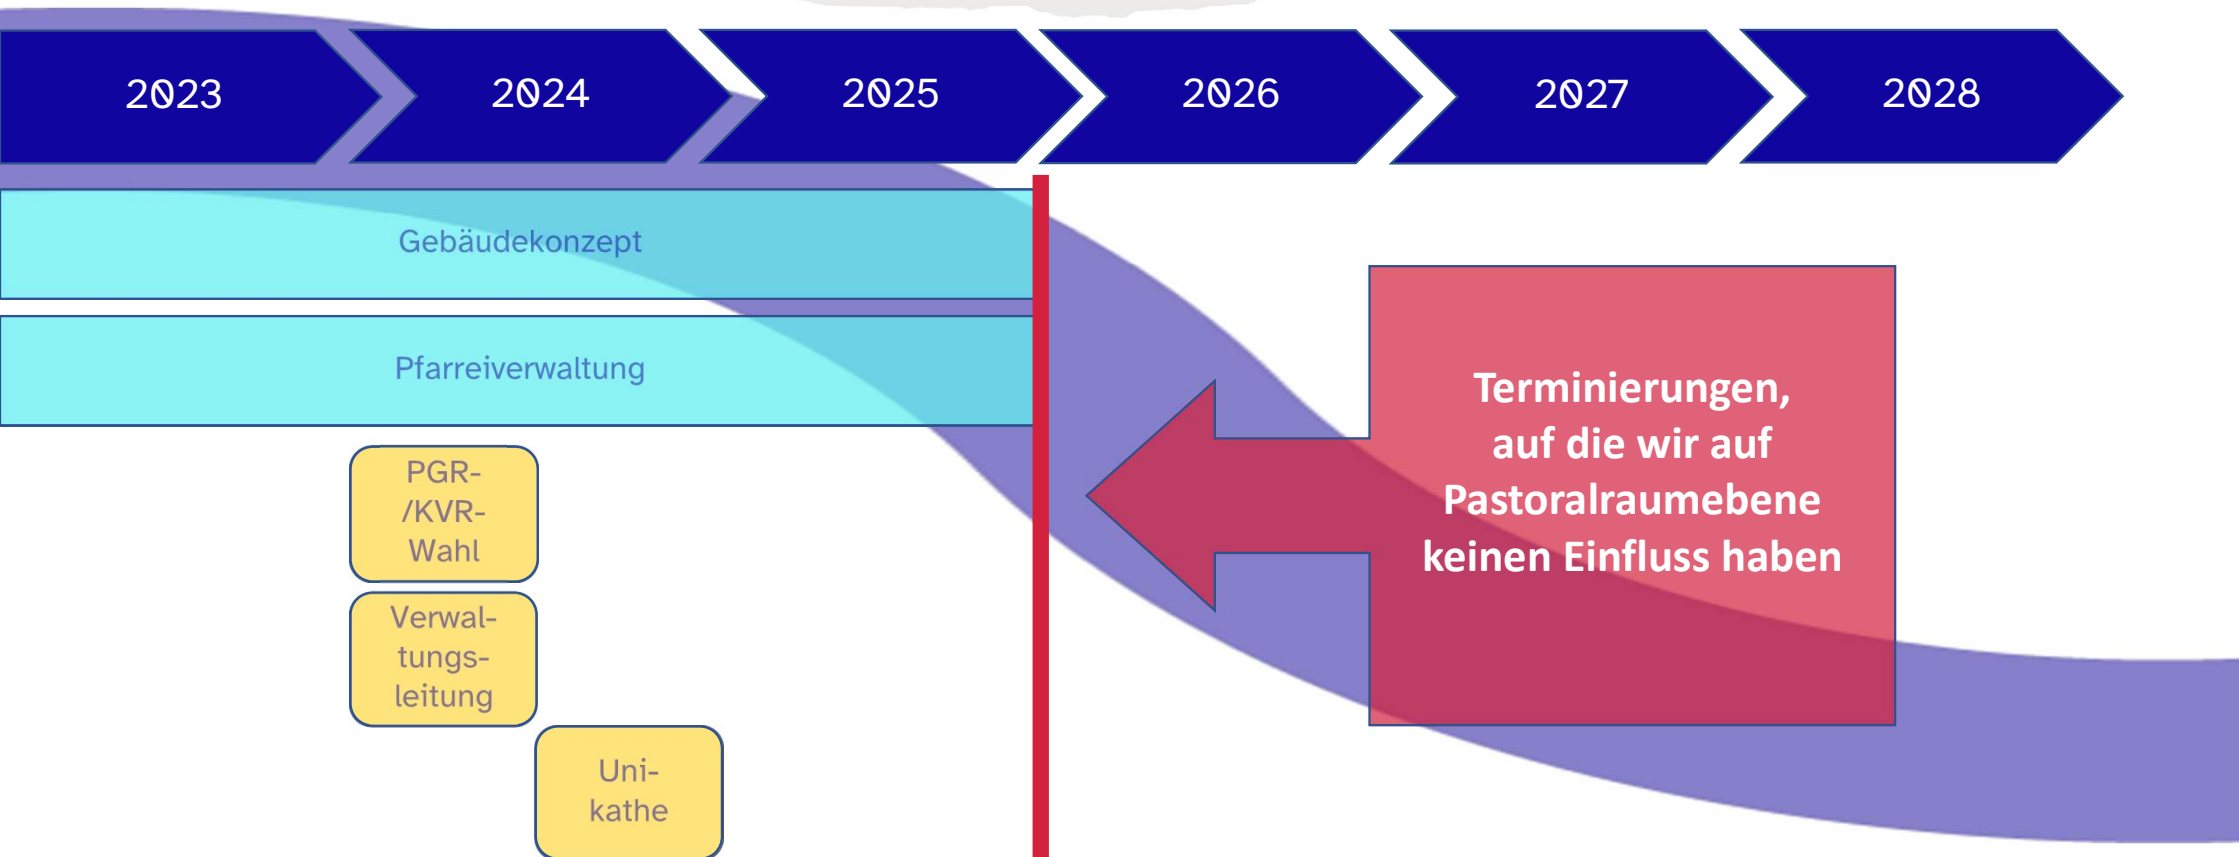 2023
2024
2025
2026
2027
2028
Gebäudekonzept
Pfarreiverwaltung
PGR-
/KVR-
Wahl
Verwal-
tungs-
leitung
Uni-
kathe
Terminierungen,
auf die wir auf
Pastoralraumebene
keinen Einfluss haben